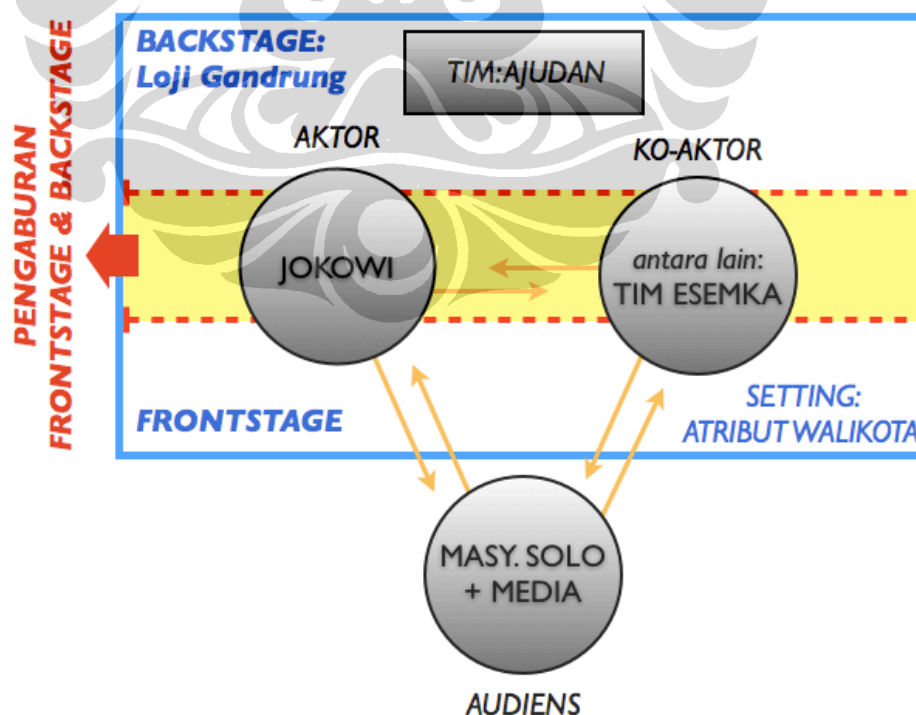 PENGABURAN
FRONTSTAGE & BACKSTAGE
BACKSTAGE:
Loji Gandrung
TIM:AJUDAN
AKTOR
KO-AKTOR
JOKOWI
antara lain:
TIM ESEMKA
FRONTSTAGE
SETTING:
ATRIBUT WALIKOTA
MASY. SOLO
+ MEDIA
AUDIENS